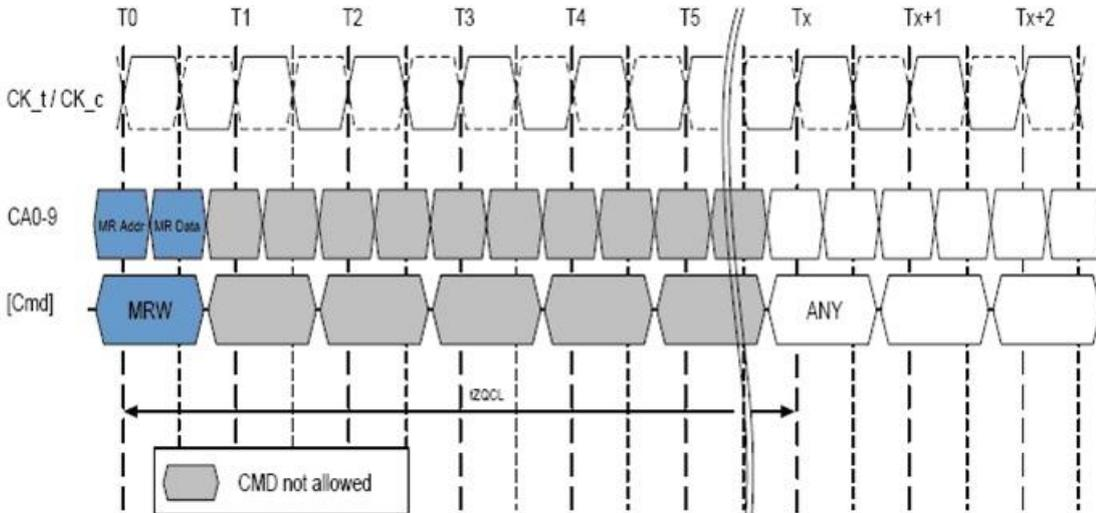 T0 T1 T2 T3 T4 T5 Tx Tx+1 Tx+2
CK_t / CK_c
CA0-9 MR Addr MR Data
[Cmd] MRW ANY
tZQCL
CMD not allowed